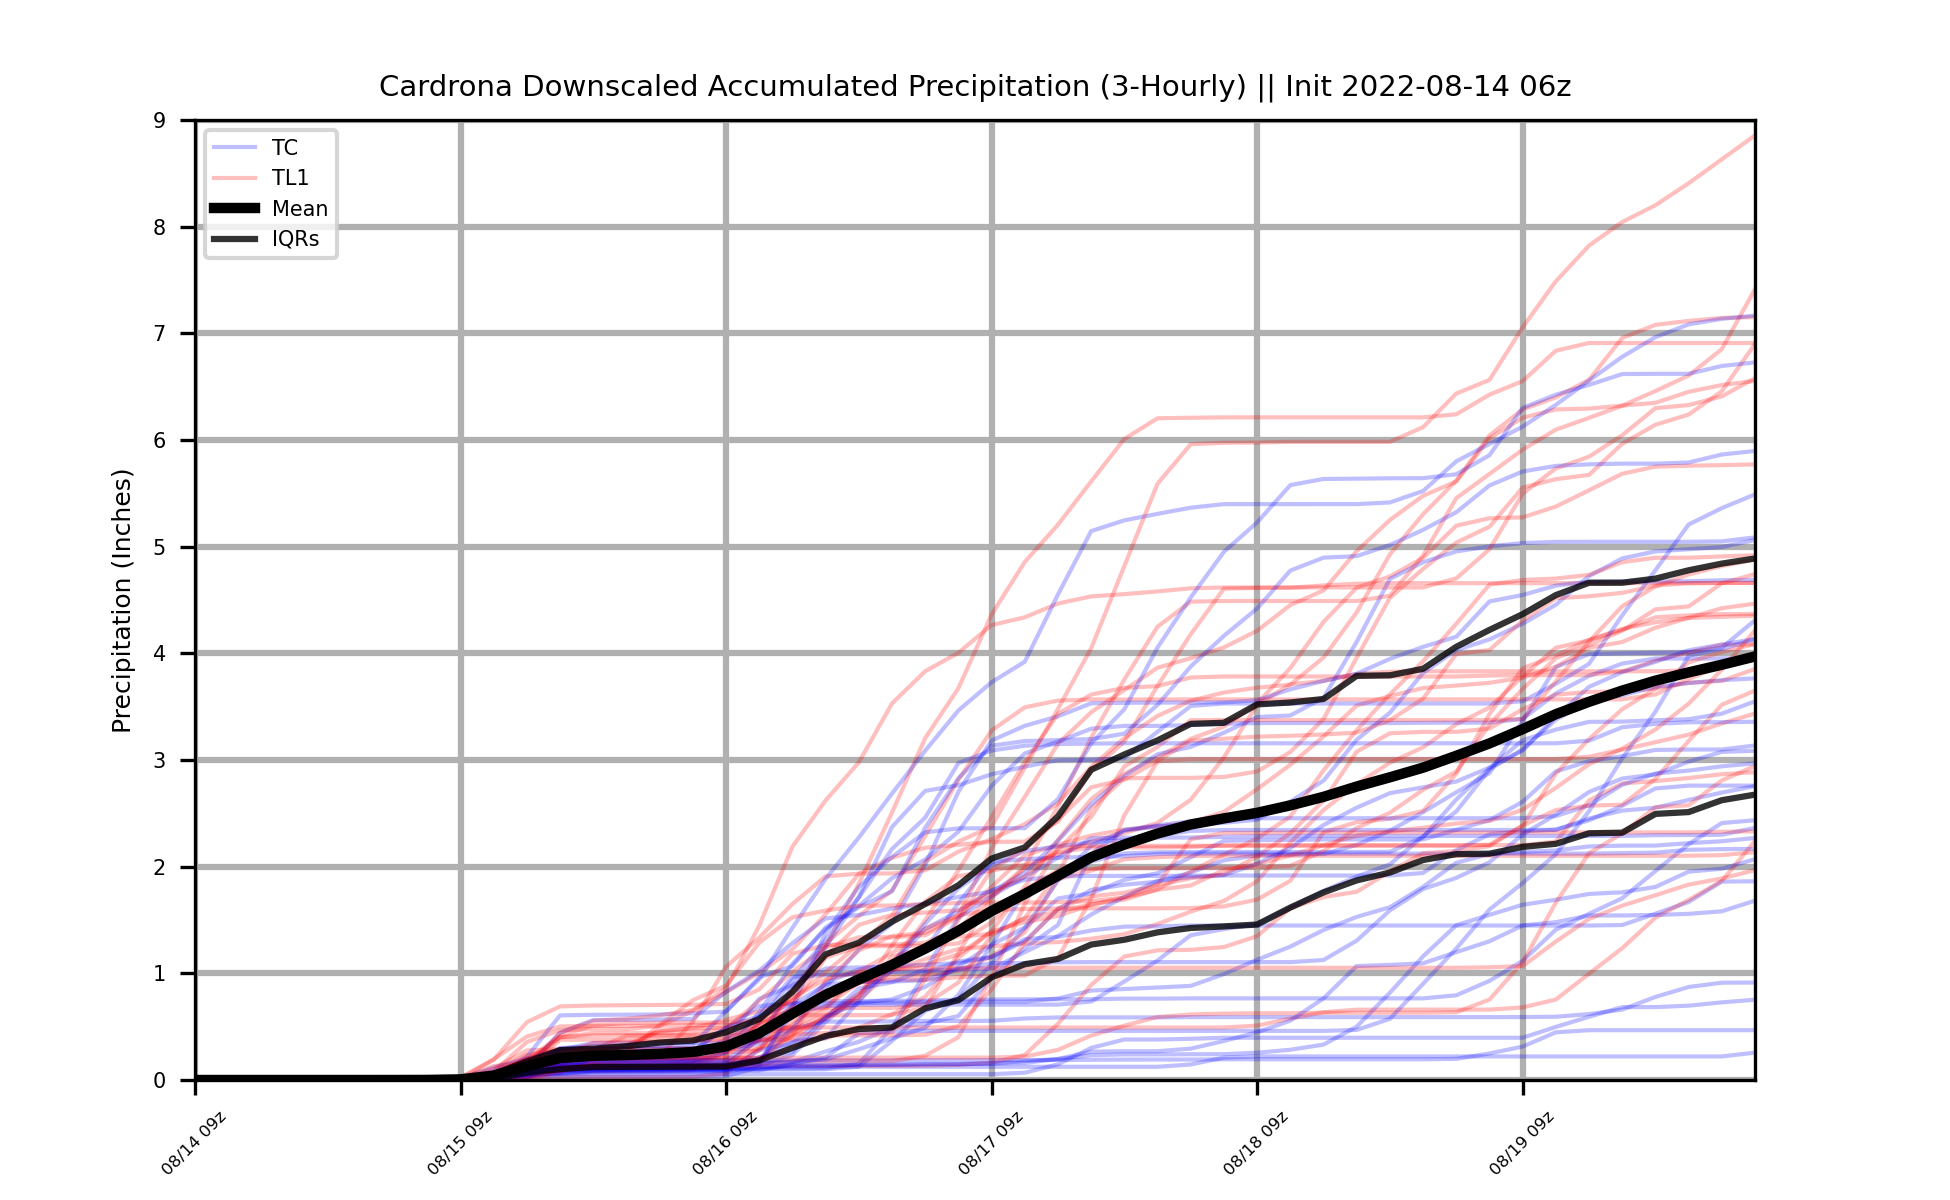 Cardrona Downscaled Accumulated Precipitation (3-Hourly) || Init 2022-08-14 06z
TC
TL1
Mean
IQRs
Precipitation (Inches)
9
8
7
6
5
4
3
2
1
0
08/14 09z
08/15 09z
08/16 09z
08/17 09z
08/18 09z
08/19 09z